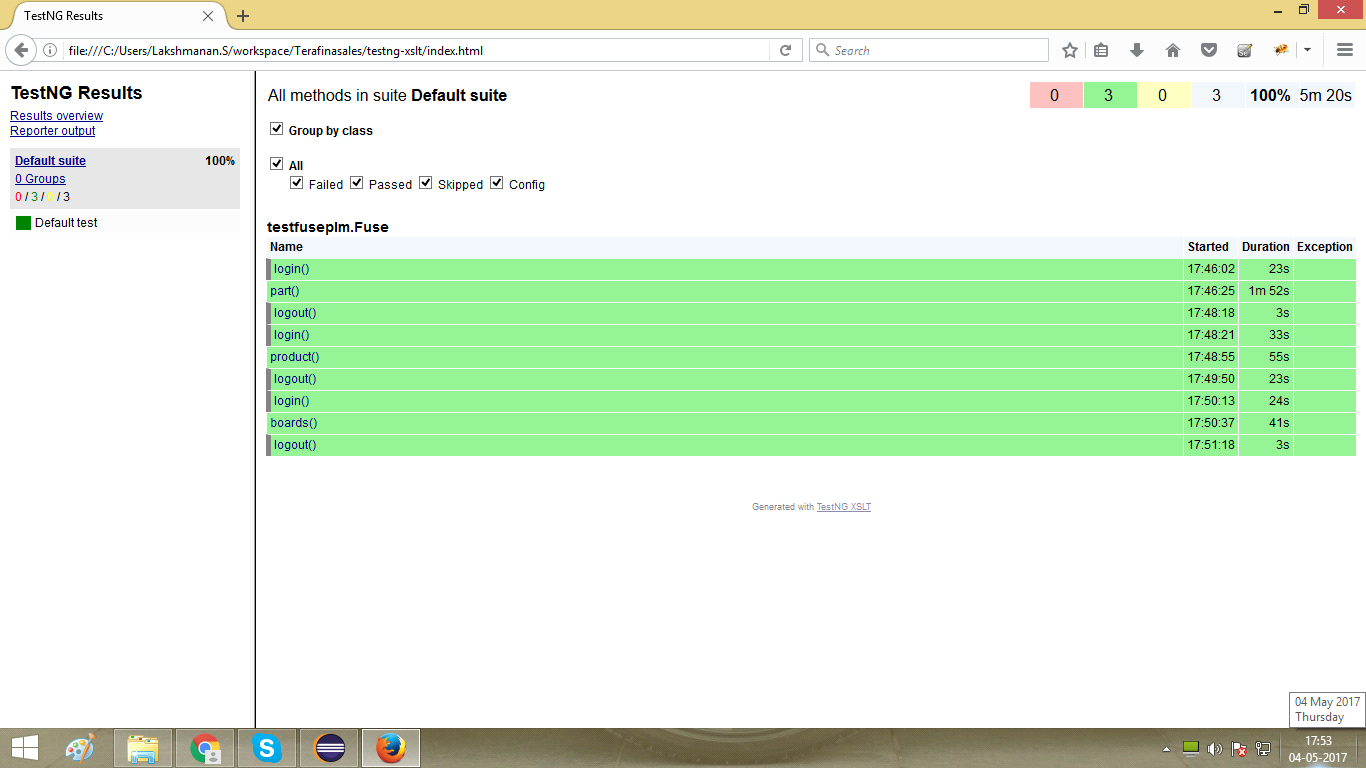 TestNG Results
file:///C:/Users/Lakshmanan.S/workspace/Terafinasales/testng-xslt/index.html
Search
TestNG Results
Results overview
Reporter output
Default suite 100%
0 Groups
0 / 3 / 0 / 3
Default test
All methods in suite Default suite 0 3 0 3 100% 5m 20s
Group by class
All
Failed Passed Skipped Config
testfuseplm.Fuse
Name Started Duration Exception
login() 17:46:02 23s
part() 17:46:25 1m 52s
logout() 17:48:18 3s
login() 17:48:21 33s
product() 17:48:55 55s
logout() 17:49:50 23s
login() 17:50:13 24s
boards() 17:50:37 41s
logout() 17:51:18 3s
Generated with TestNG XSLT
04 May 2017
Thursday
17:53
04-05-2017